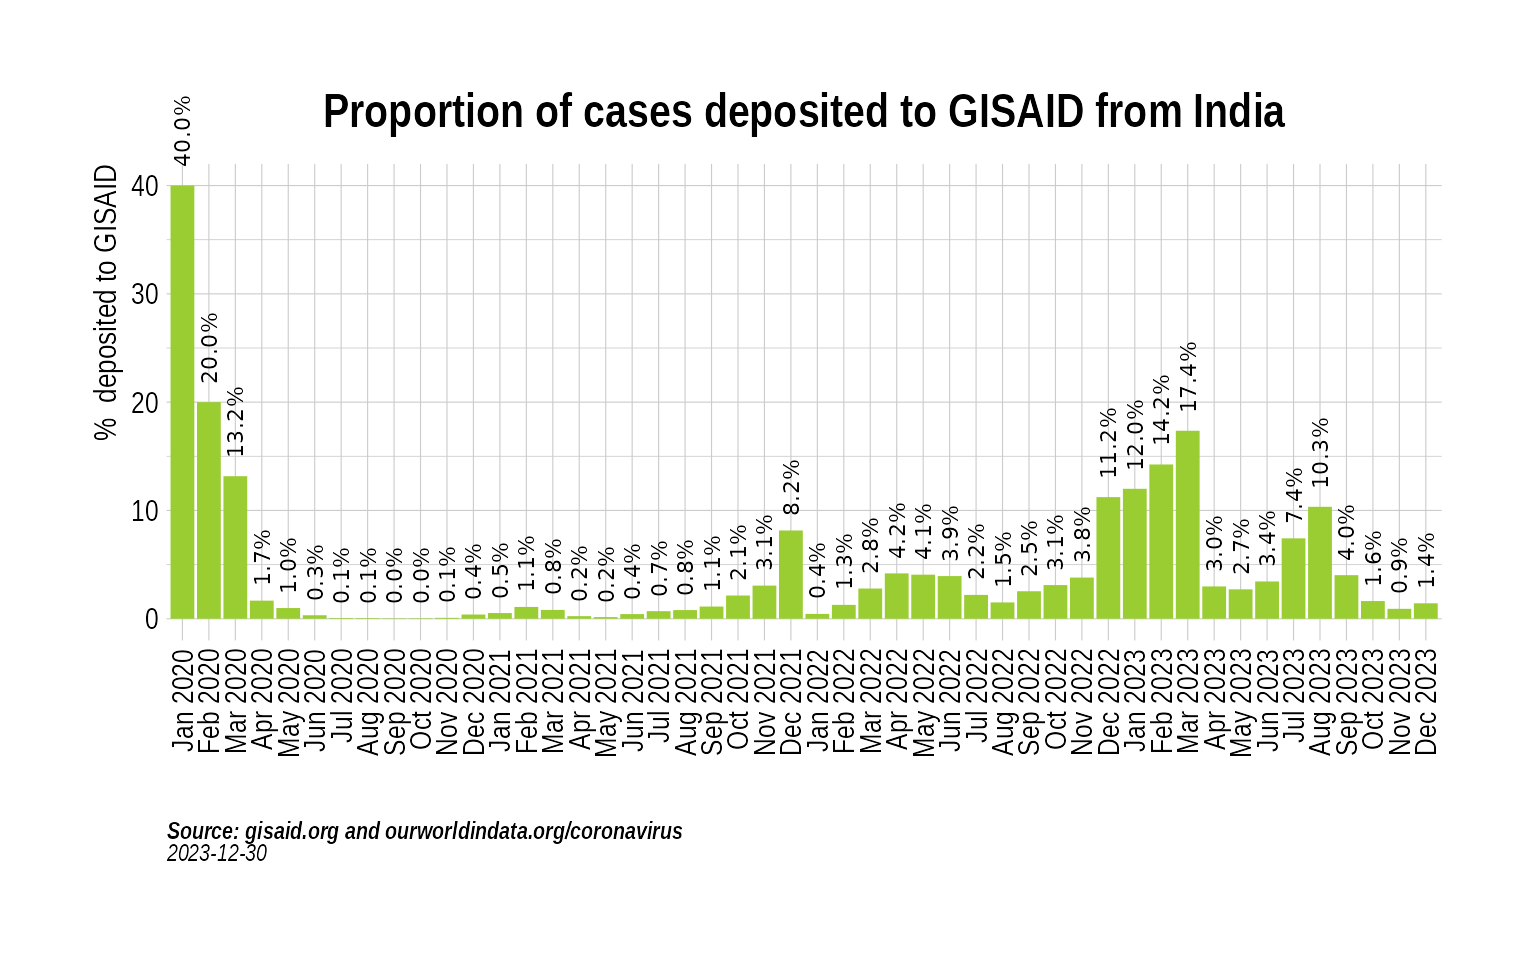 Proportion of cases deposited to GISAID from India
% deposited to GISAID
40
30
20
10
0
40.0%
20.0%
13.2%
1.7%
1.0%
0.3%
0.1%
0.1%
0.0%
0.0%
0.1%
0.4%
0.5%
1.1%
0.8%
0.2%
0.2%
0.4%
0.7%
0.8%
1.1%
2.1%
3.1%
8.2%
0.4%
1.3%
2.8%
4.2%
4.1%
3.9%
2.2%
1.5%
2.5%
3.1%
3.8%
11.2%
12.0%
14.2%
17.4%
3.0%
2.7%
3.4%
7.4%
10.3%
4.0%
1.6%
0.9%
1.4%
Jan 2020
Feb 2020
Mar 2020
Apr 2020
May 2020
Jun 2020
Jul 2020
Aug 2020
Sep 2020
Oct 2020
Nov 2020
Dec 2020
Jan 2021
Feb 2021
Mar 2021
Apr 2021
May 2021
Jun 2021
Jul 2021
Aug 2021
Sep 2021
Oct 2021
Nov 2021
Dec 2021
Jan 2022
Feb 2022
Mar 2022
Apr 2022
May 2022
Jun 2022
Jul 2022
Aug 2022
Sep 2022
Oct 2022
Nov 2022
Dec 2022
Jan 2023
Feb 2023
Mar 2023
Apr 2023
May 2023
Jun 2023
Jul 2023
Aug 2023
Sep 2023
Oct 2023
Nov 2023
Dec 2023
Source: gisaid.org and ourworldindata.org/coronavirus
2023-12-30